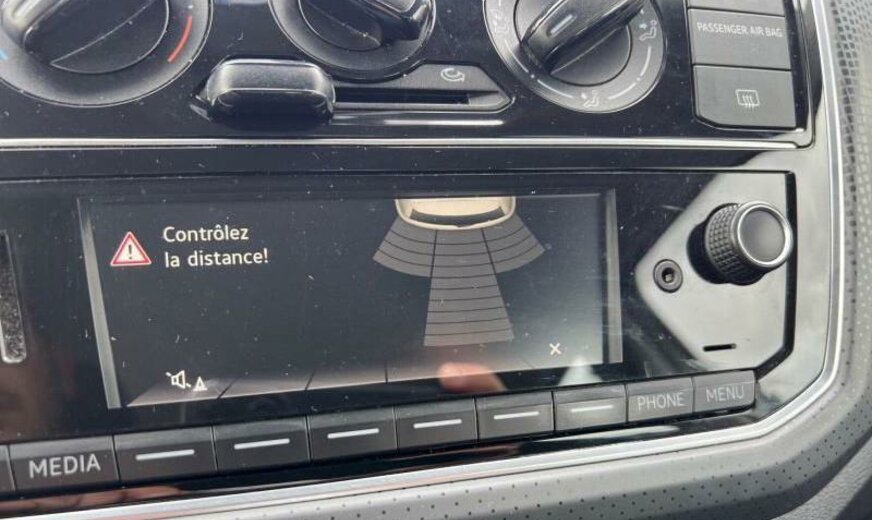 PASSENGER AIR BAG
Contrôlez
la distance!
MEDIA
PHONE
MENU